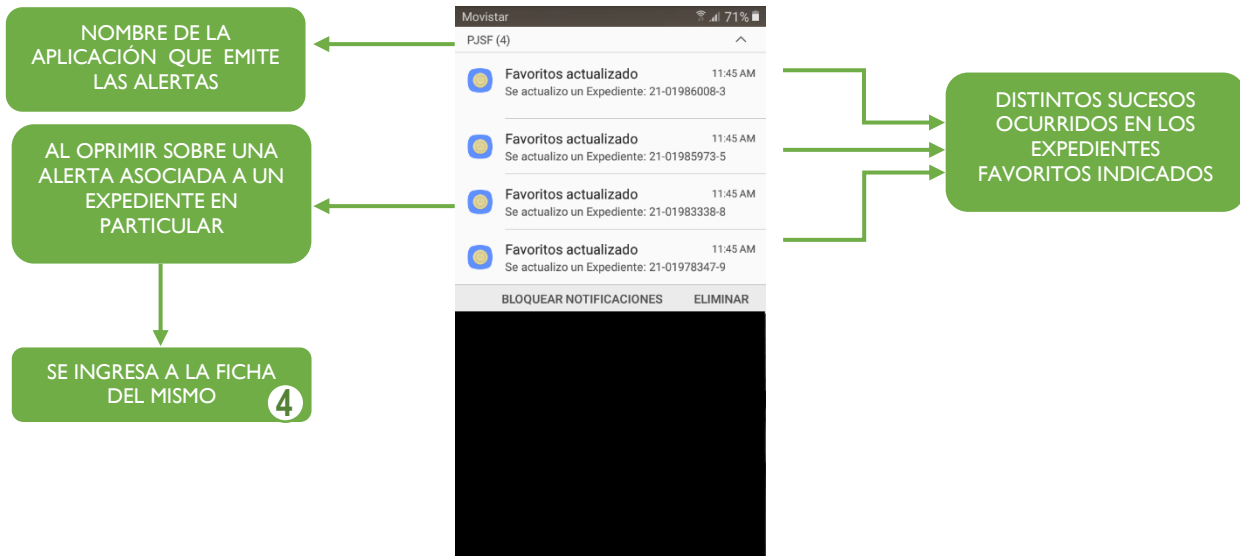 NOMBRE DE LA
APLICACIÓN QUE EMITE
LAS ALERTAS
AL OPRIMIR SOBRE UNA
ALERTA ASOCIADA A UN
EXPEDIENTE EN
PARTICULAR
SE INGRESA A LA FICHA
DEL MISMO
4
Movistar
71%
PJSF (4)
Favoritos actualizado
11:45 AM
Se actualizo un Expediente: 21-01986008-3
Favoritos actualizado
11:45 AM
Se actualizo un Expediente: 21-01985973-5
Favoritos actualizado
11:45 AM
Se actualizo un Expediente: 21-01983338-8
Favoritos actualizado
11:45 AM
Se actualizo un Expediente: 21-01978347-9
BLOQUEAR NOTIFICACIONES
ELIMINAR
DISTINTOS SUCESOS
OCURRIDOS EN LOS
EXPEDIENTES
FAVORITOS INDICADOS